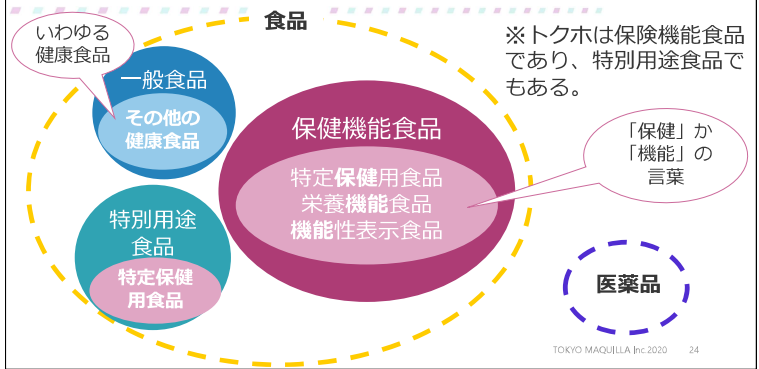 食品
いわゆる
健康食品
※トクホは保険機能食品
であり、特別用途食品で
もある。
一般食品
その他の
健康食品
保健機能食品
「保健」か
「機能」の
言葉
特定保健用食品
栄養機能食品
機能性表示食品
特別用途
食品
特定保健
用食品
医薬品
TOKYO MAQUILLA Inc 2020 24